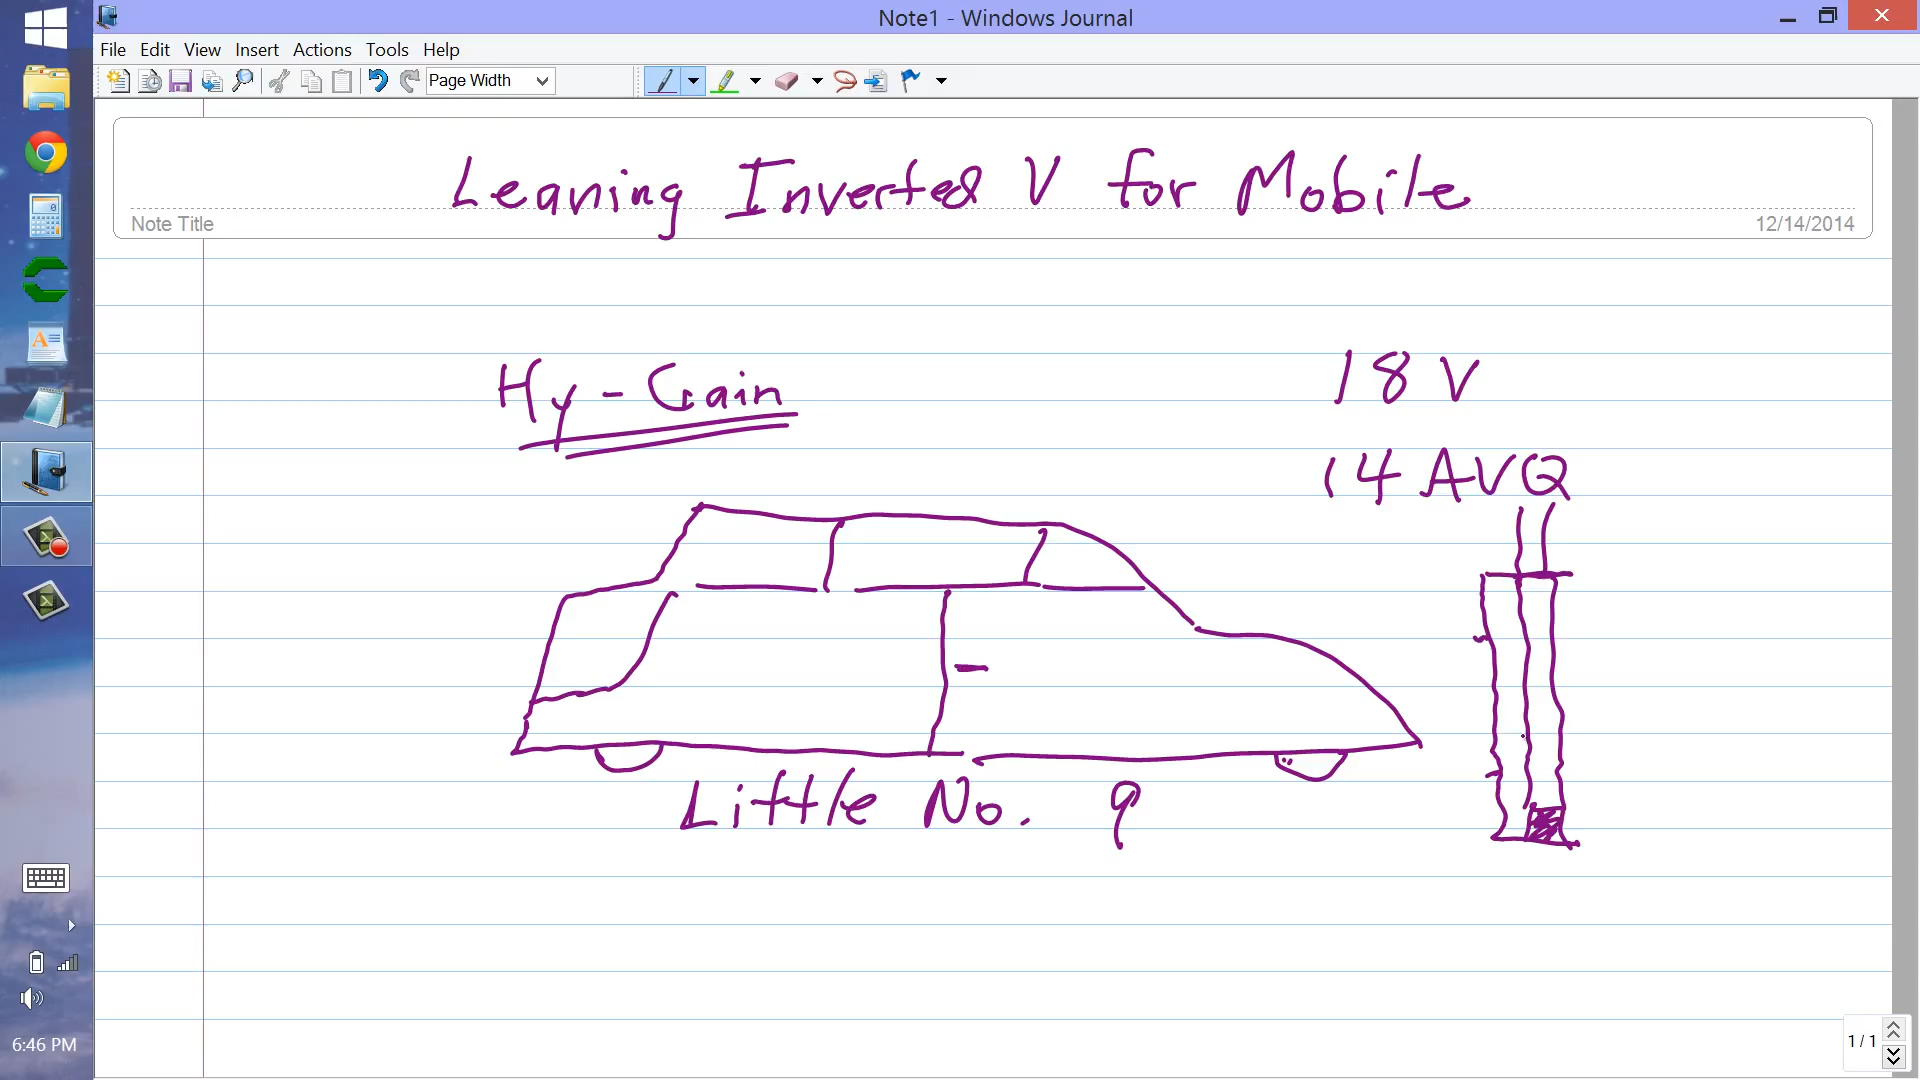 Note1 - Windows Journal
File Edit View Insert Actions Tools Help
Page Width
Leaning Inverted V for Mobile
Note Title
12/14/2014
Hy-Gain
18 V
14 AVQ
Little No. 9
6:46 PM
1 / 1